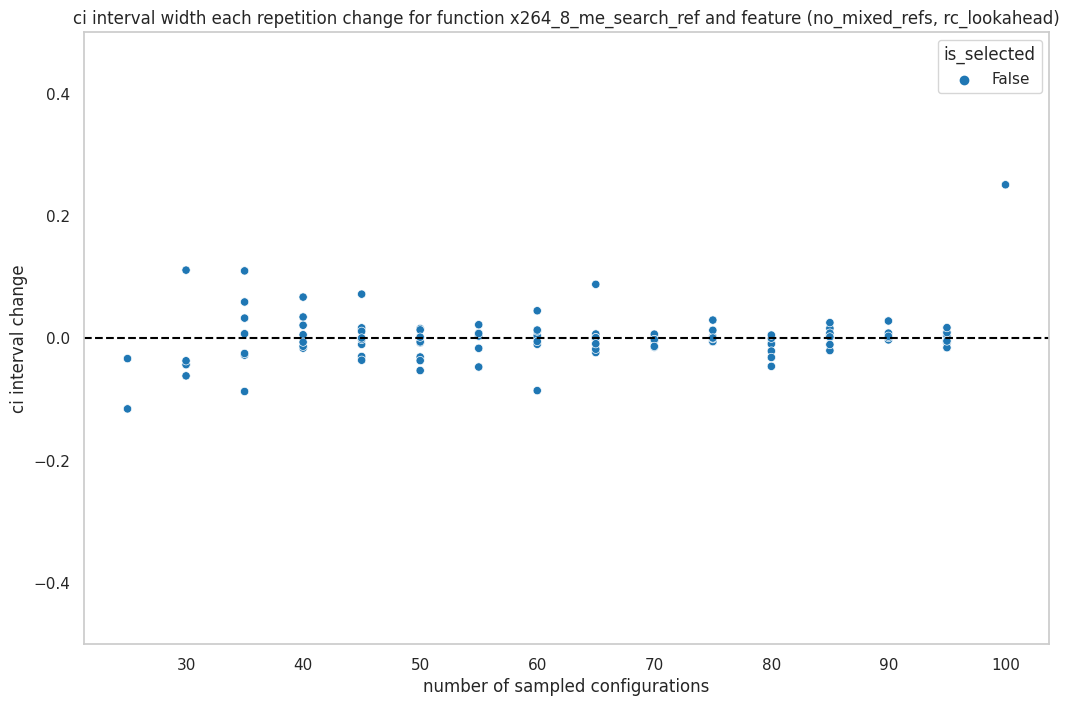 ci interval width each repetition change for function x264_8_me_search_ref and feature (no_mixed_refs, rc_lookahead)
is_selected
False
ci interval change
0.4
0.2
0.0
−0.2
−0.4
30 40 50 60 70 80 90 100
number of sampled configurations